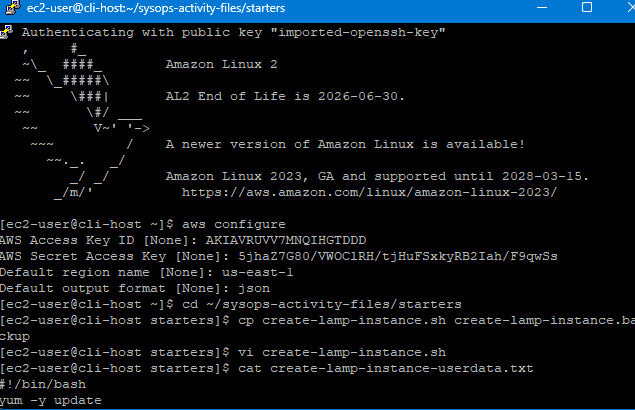 ec2-user@cli-host:~/sysops-activity-files/starters
Authenticating with public key "imported-openssh-key"
   ,     #_
   ~\_  ####_        Amazon Linux 2
  ~~  \_#####\
  ~~     \###|       AL2 End of Life is 2026-06-30.
  ~~       \#/ ___
   ~~       V~' '->
    ~~~         /    A newer version of Amazon Linux is available!
      ~~._.   _/
         _/ _/       Amazon Linux 2023, GA and supported until 2028-03-15.
       _/m/'           https://aws.amazon.com/linux/amazon-linux-2023/
[ec2-user@cli-host ~]$ aws configure
AWS Access Key ID [None]: AKIAVRUVV7MNQIHGTDDD
AWS Secret Access Key [None]: 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
Default region name [None]: us-east-1
Default output format [None]: json
[ec2-user@cli-host ~]$ cd ~/sysops-activity-files/starters
[ec2-user@cli-host starters]$ cp create-lamp-instance.sh create-lamp-instance.ba
ckup
[ec2-user@cli-host starters]$ vi create-lamp-instance.sh
[ec2-user@cli-host starters]$ cat create-lamp-instance-userdata.txt
#!/bin/bash
yum -y update